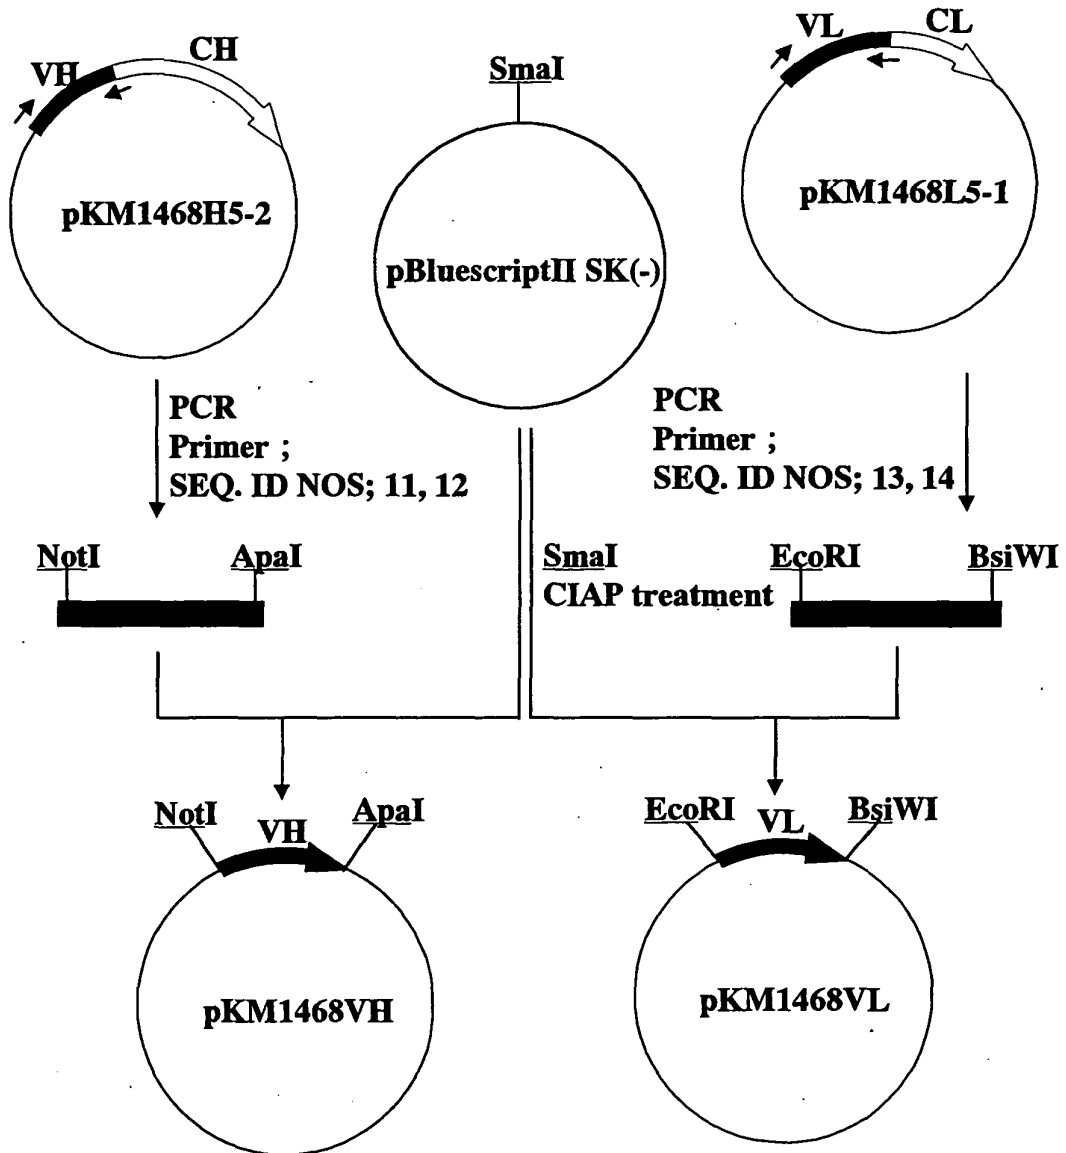 VH
CH
pKM1468H5-2
SmaI
pBluescriptII SK(-)
VL
CL
pKM1468L5-1
PCR
Primer ;
SEQ. ID NOS; 11, 12
PCR
Primer ;
SEQ. ID NOS; 13, 14
NotI
ApaI
SmaI
CIAP treatment
EcoRI
BsiWI
NotI
VH
ApaI
pKM1468VH
EcoRI
VL
BsiWI
pKM1468VL